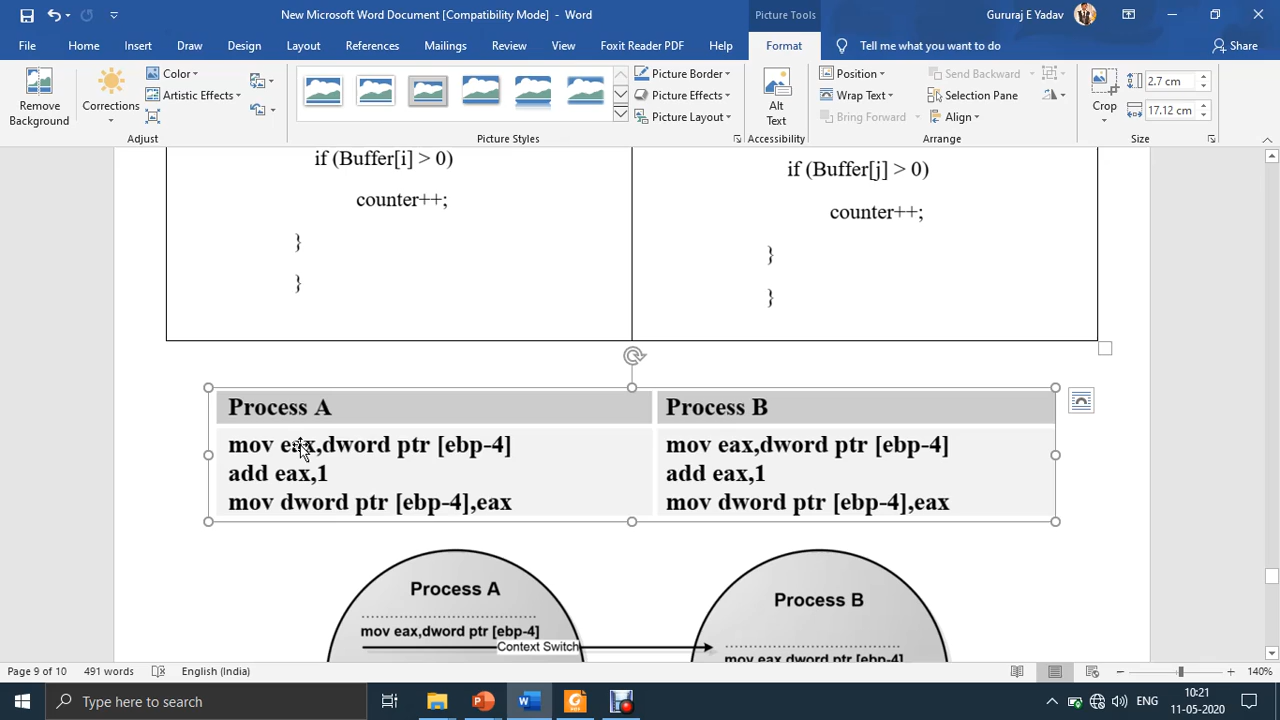 New Microsoft Word Document [Compatibility Mode] - Word
Picture Tools
Gururaj E Yadav
File Home Insert Draw Design Layout References Mailings Review View Foxit Reader PDF Help Format Tell me what you want to do Share
Remove Background
Corrections
Color
Artistic Effects
Adjust
Picture Styles
Picture Border
Picture Effects
Picture Layout
Alt Text
Accessibility
Position
Wrap Text
Bring Forward
Send Backward
Selection Pane
Align
Arrange
Crop
2.7 cm
17.12 cm
Size
if (Buffer[i] > 0)
counter++;
}
}
if (Buffer[j] > 0)
counter++;
}
}
Process A
mov eax,dword ptr [ebp-4]
add eax,1
mov dword ptr [ebp-4],eax
Process B
mov eax,dword ptr [ebp-4]
add eax,1
mov dword ptr [ebp-4],eax
Process A
mov eax,dword ptr [ebp-4]
Context Switch
Process B
mov eax,dword ptr [ebp-4]
Page 9 of 10 491 words English (India) 140%
Type here to search
ENG
10:21
11-05-2020